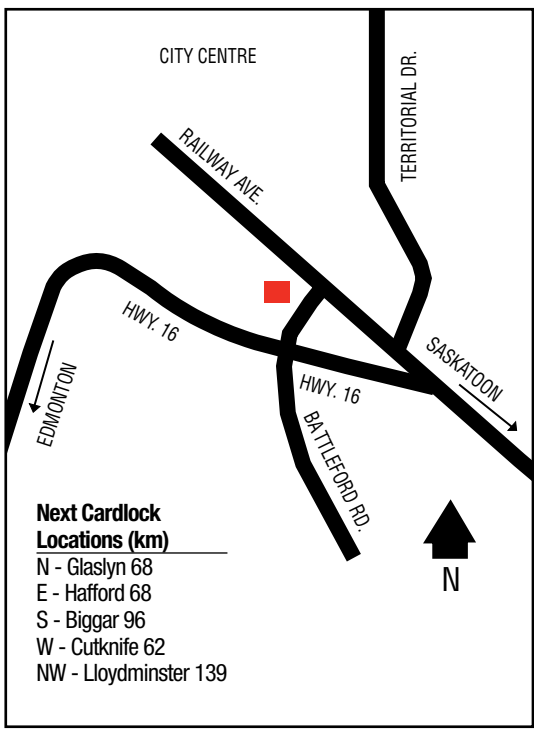 CITY CENTRE
TERRITORIAL DR.
RAILWAY AVE.
HWY. 16
SASKATOON
HWY. 16
EDMONTON
BATTLEFORD RD.
Next Cardlock
Locations (km)
N - Glaslyn 68
E - Hafford 68
S - Biggar 96
W - Cutknife 62
NW - Lloydminster 139
N